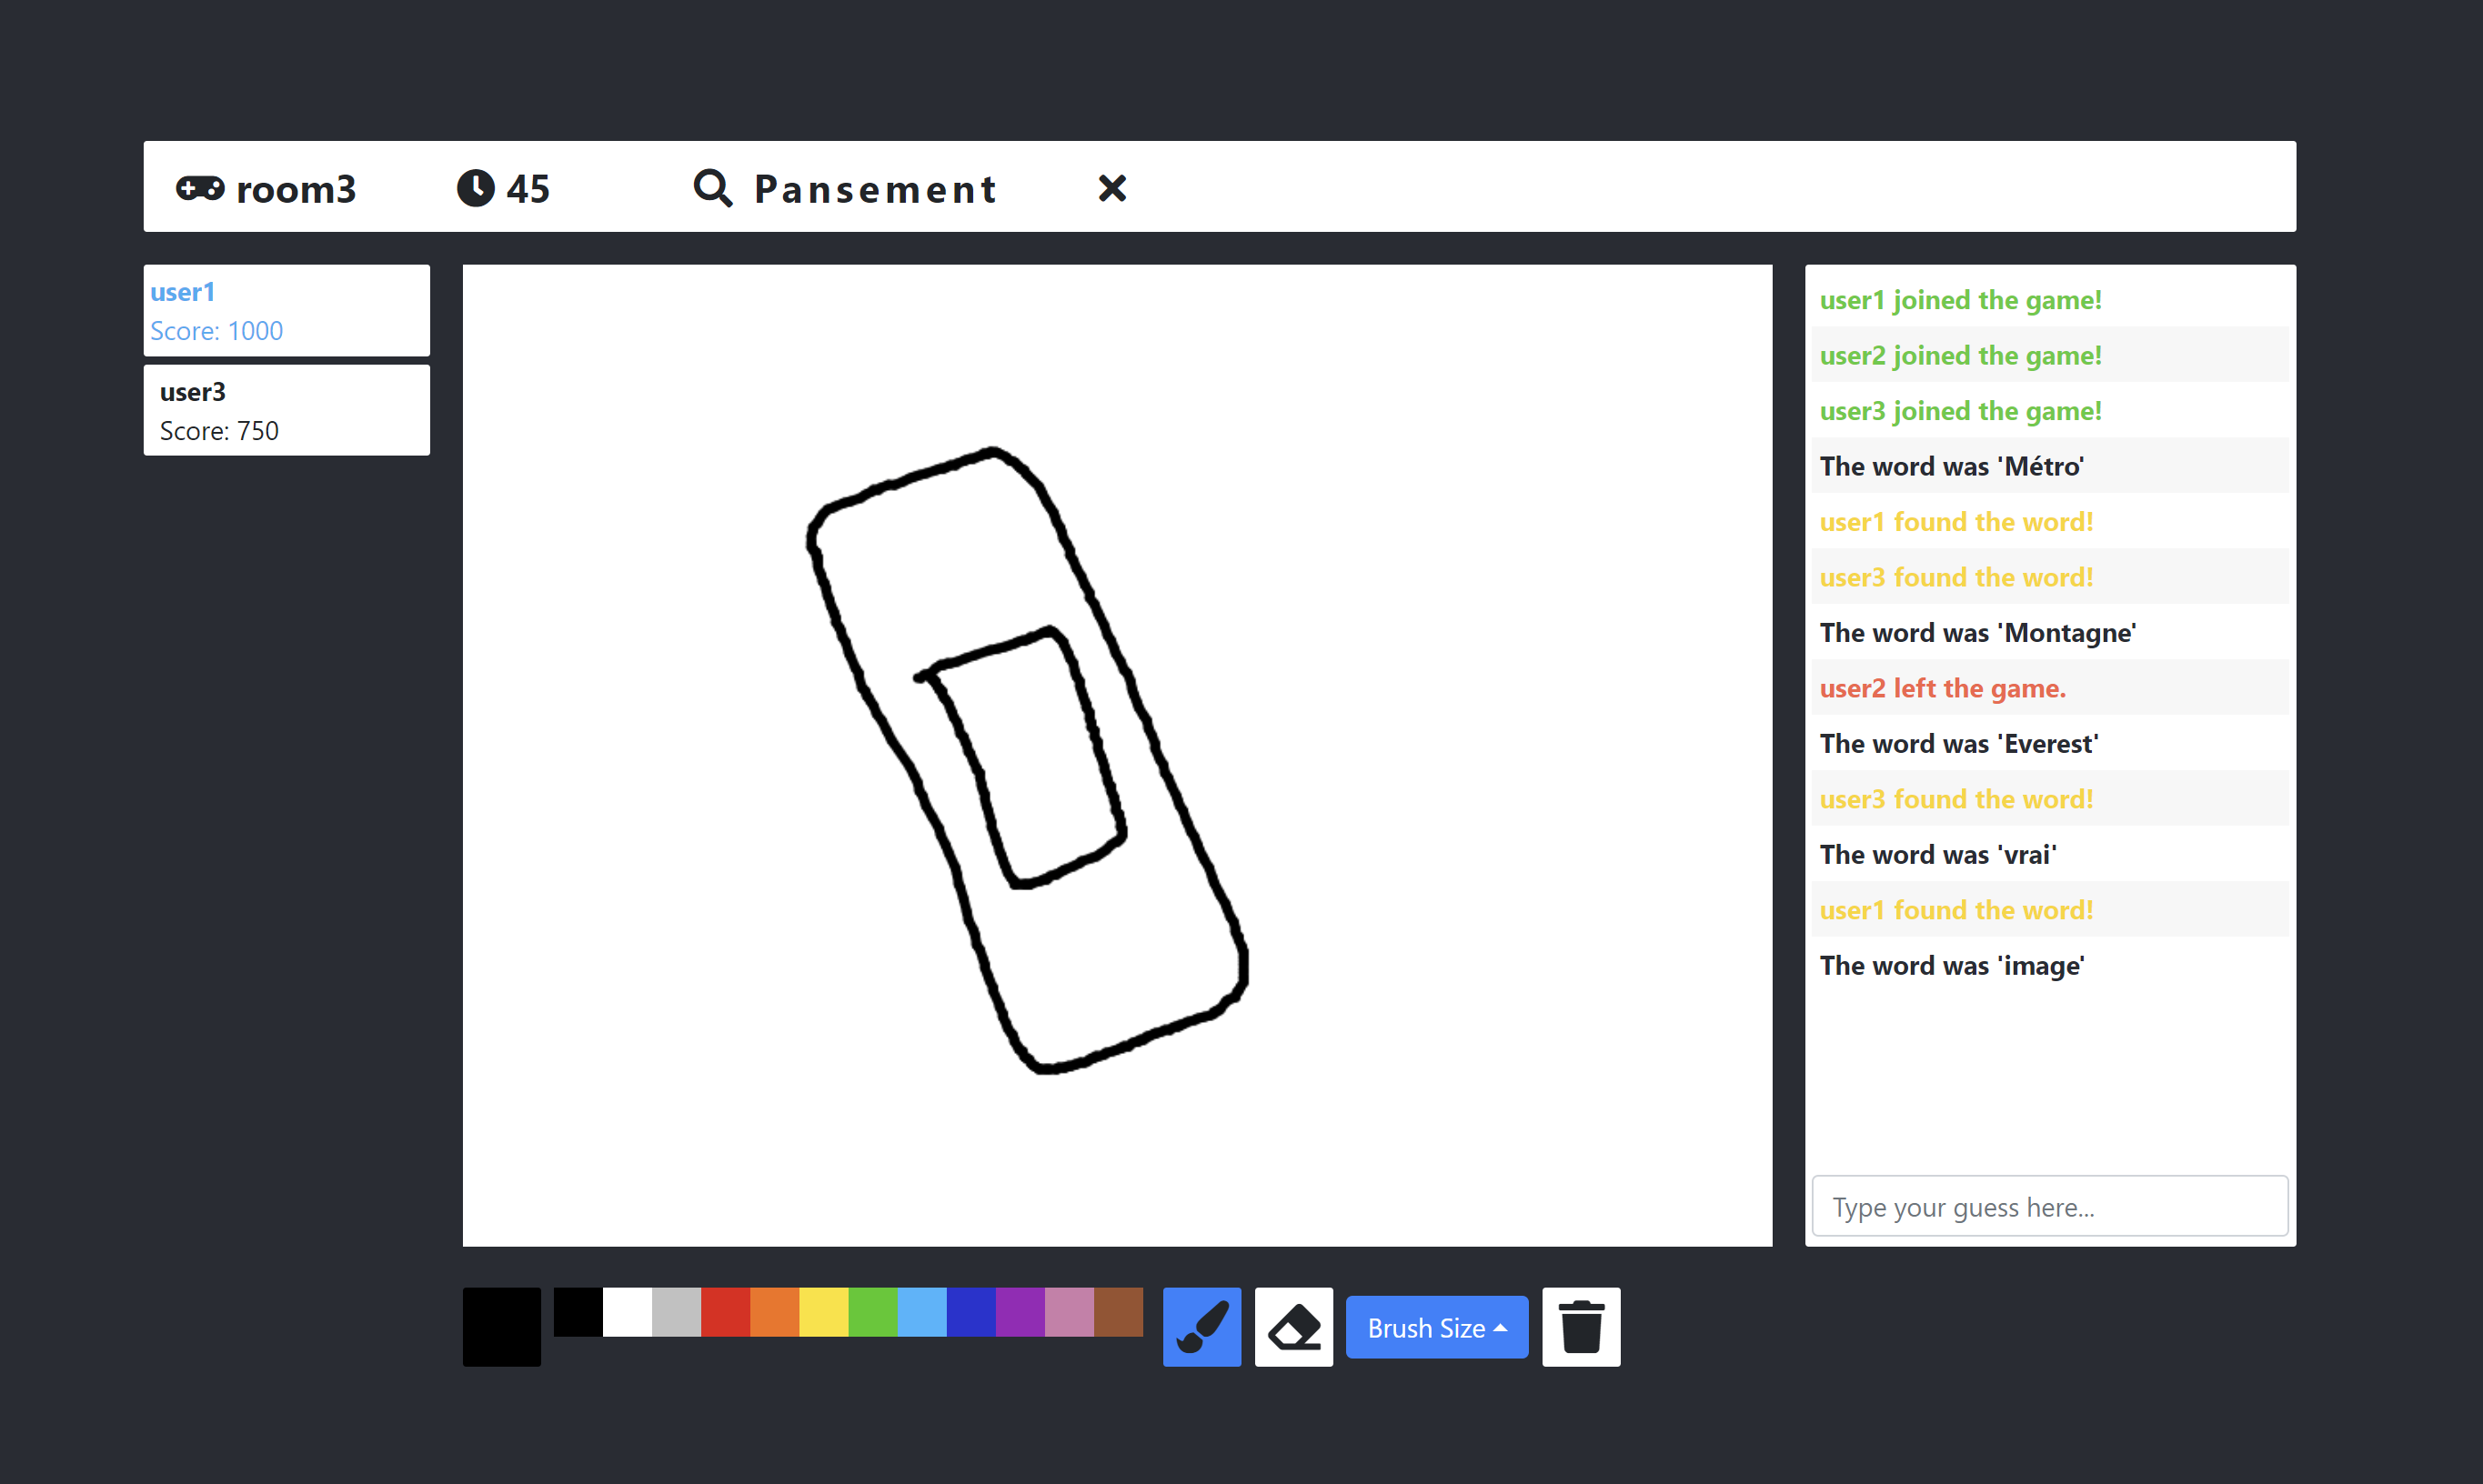 room3 45 Pansement
user1
Score: 1000
user3
Score: 750
user1 joined the game!
user2 joined the game!
user3 joined the game!
The word was 'Métro'
user1 found the word!
user3 found the word!
The word was 'Montagne'
user2 left the game.
The word was 'Everest'
user3 found the word!
The word was 'vrai'
user1 found the word!
The word was 'image'
Type your guess here...
Brush Size